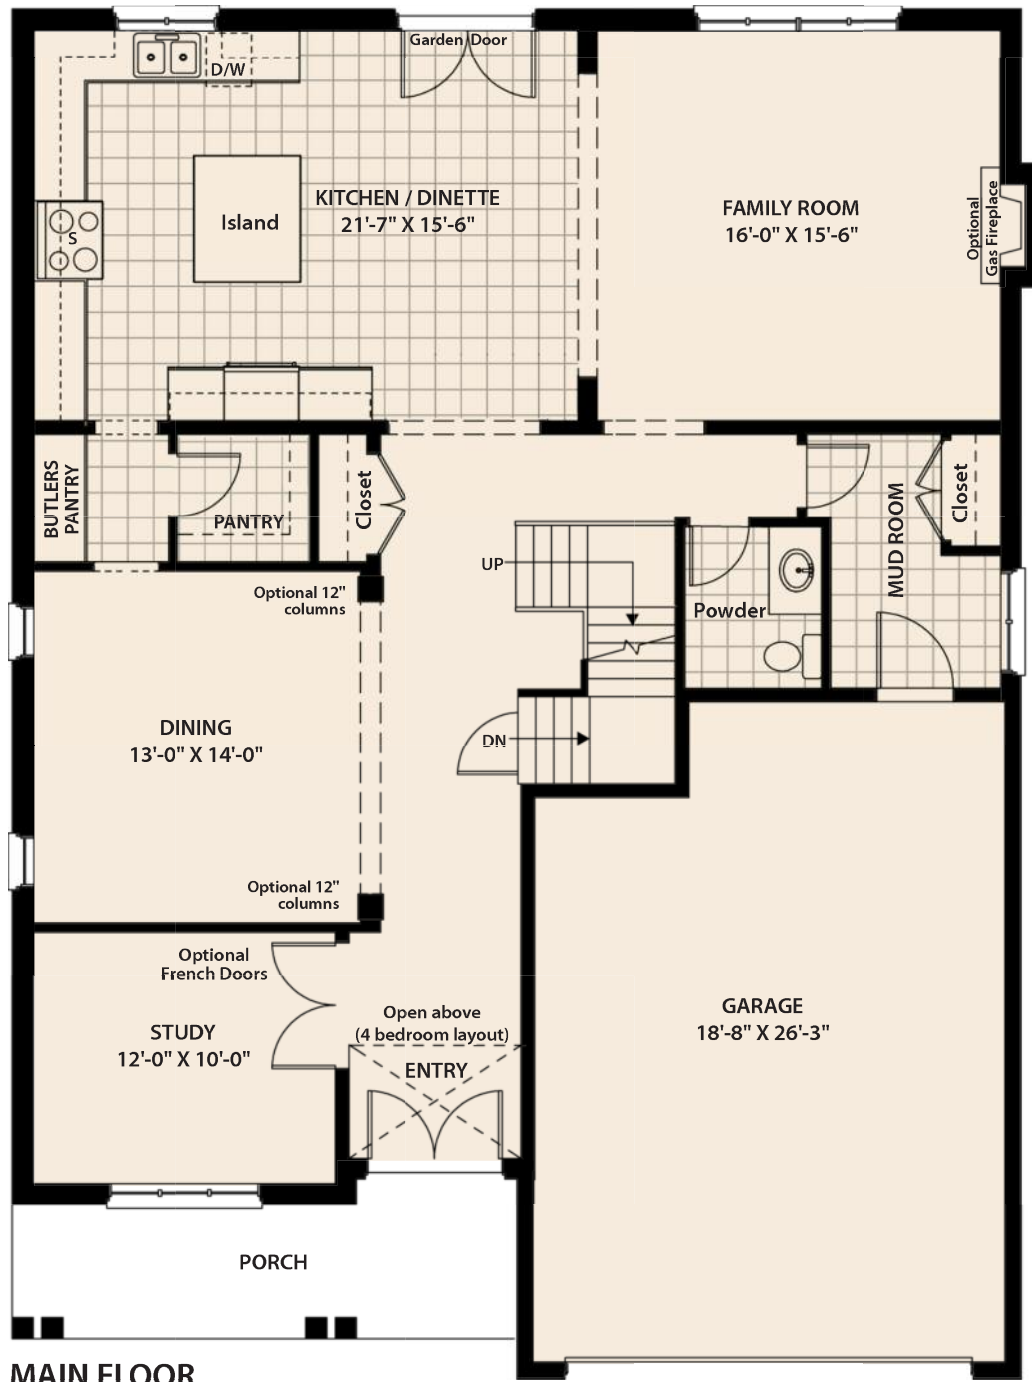 Garden Door
D/W
KITCHEN / DINETTE
21'-7" X 15'-6"
Island
S
FAMILY ROOM
16'-0" X 15'-6"
Optional
Gas Fireplace
BUTLERS
PANTRY
PANTRY
Closet
Closet
MUD ROOM
UP
Powder
Optional 12"
columns
DINING
13'-0" X 14'-0"
DN
Optional 12"
columns
Optional
French Doors
STUDY
12'-0" X 10'-0"
Open above
(4 bedroom layout)
ENTRY
GARAGE
18'-8" X 26'-3"
PORCH
MAIN FLOOR